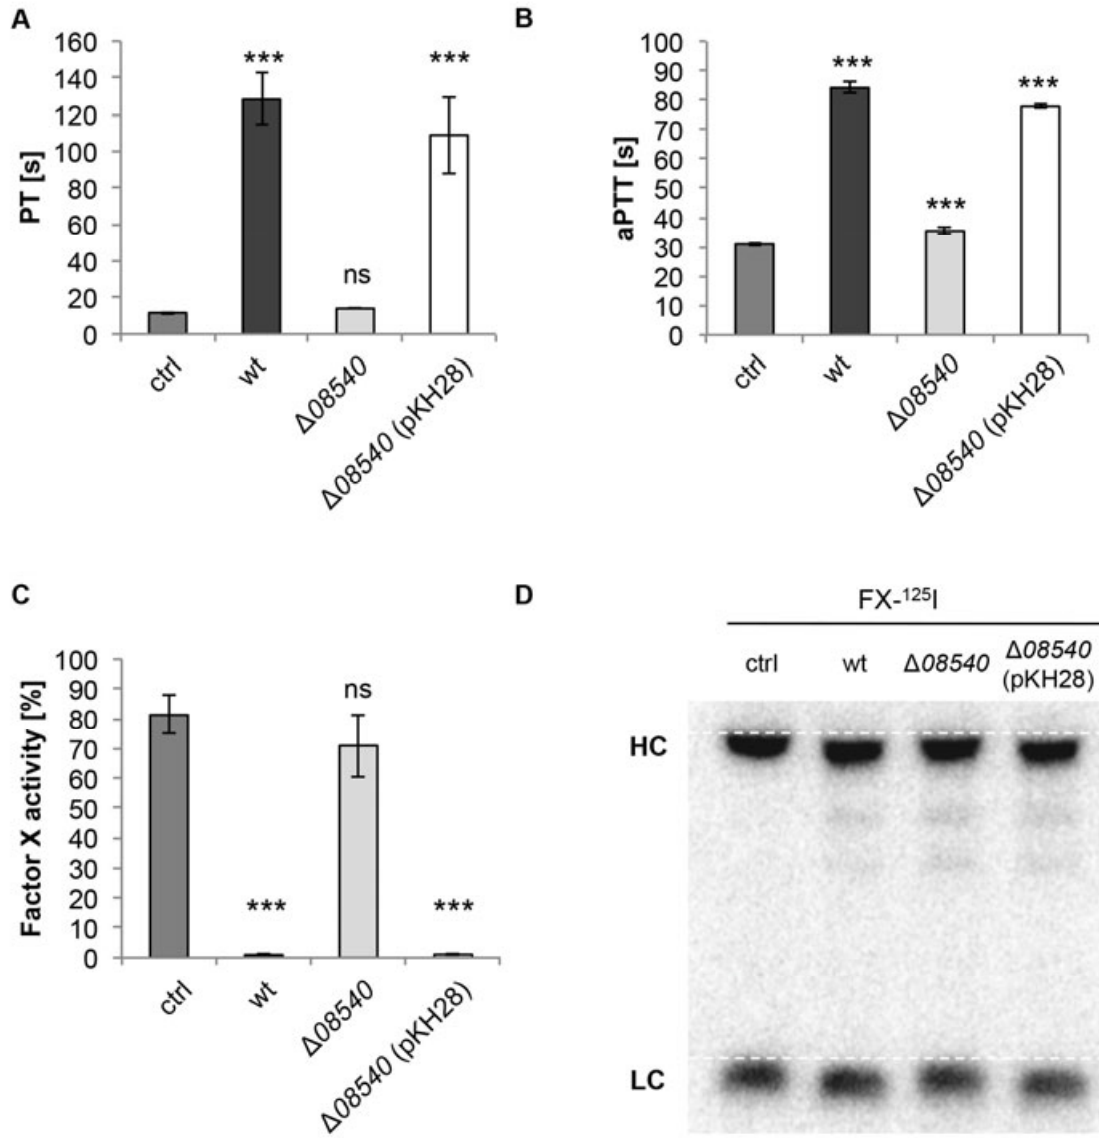 A
PT [s]
160
140
120
100
80
60
40
20
0
***
ns
***
ctrl
wt
Δ08540
Δ08540 (pKH28)
B
aPTT [s]
100
90
80
70
60
50
40
30
20
10
0
***
***
***
ctrl
wt
Δ08540
Δ08540 (pKH28)
C
Factor X activity [%]
100
90
80
70
60
50
40
30
20
10
0
***
ns
***
ctrl
wt
Δ08540
Δ08540 (pKH28)
D
FX-¹²⁵I
ctrl wt Δ08540 Δ08540
(pKH28)
HC
LC